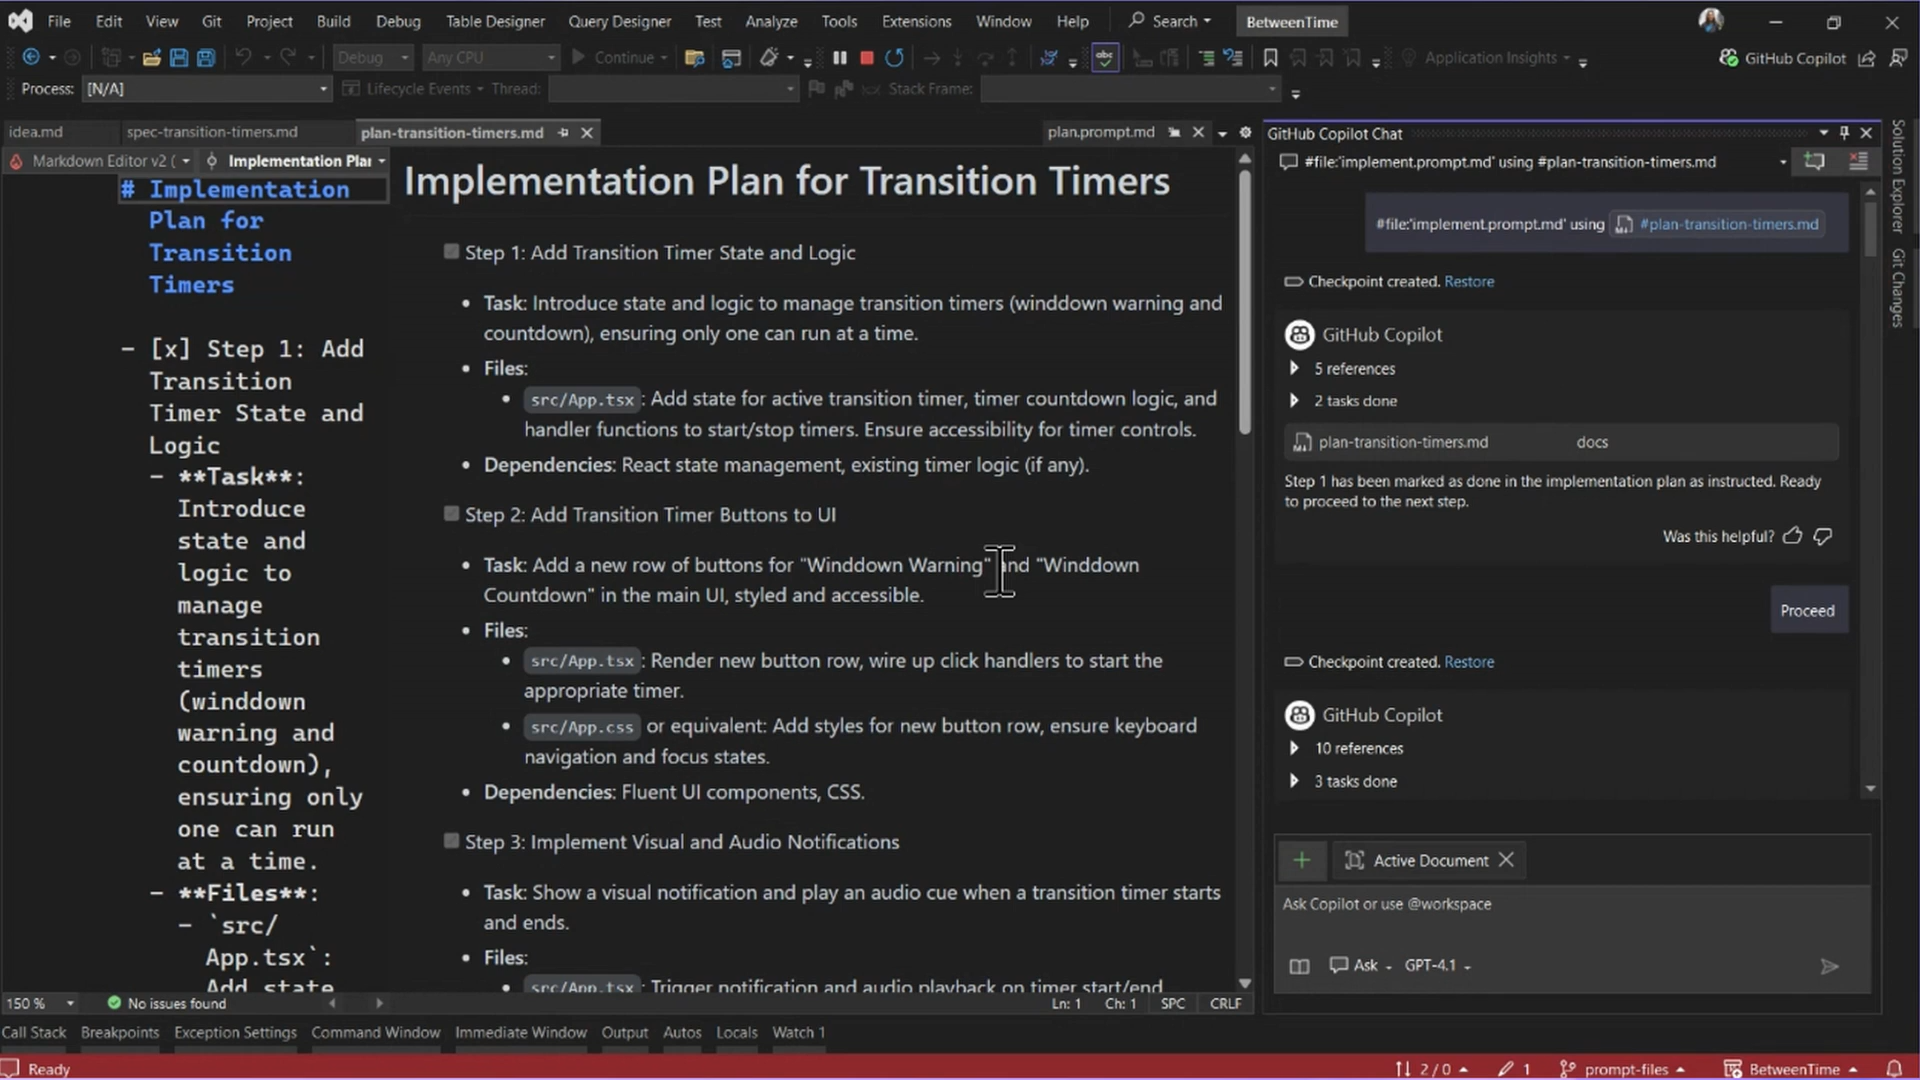 File Edit View Git Project Build Debug Table Designer Query Designer Test Analyze Tools Extensions Window Help Search BetweenTime
Debug Any CPU Continue Application Insights GitHub Copilot
Process: [N/A] Lifecycle Events Thread: Stack Frame:
idea.md spec-transition-timers.md plan-transition-timers.md plan.prompt.md
Markdown Editor v2 ( Implementation Plan
# Implementation
Plan for
Transition
Timers
- [x] Step 1: Add
Transition
Timer State and
Logic
- **Task**:
Introduce
state and
logic to
manage
transition
timers
(winddown
warning and
countdown),
ensuring only
one can run
at a time.
- **Files**:
- `src/
App.tsx`:
Add state
Implementation Plan for Transition Timers
Step 1: Add Transition Timer State and Logic
• Task: Introduce state and logic to manage transition timers (winddown warning and
countdown), ensuring only one can run at a time.
• Files:
• src/App.tsx: Add state for active transition timer, timer countdown logic, and
handler functions to start/stop timers. Ensure accessibility for timer controls.
• Dependencies: React state management, existing timer logic (if any).
Step 2: Add Transition Timer Buttons to UI
• Task: Add a new row of buttons for "Winddown Warning" and "Winddown
Countdown" in the main UI, styled and accessible.
• Files:
• src/App.tsx: Render new button row, wire up click handlers to start the
appropriate timer.
• src/App.css or equivalent: Add styles for new button row, ensure keyboard
navigation and focus states.
• Dependencies: Fluent UI components, CSS.
Step 3: Implement Visual and Audio Notifications
• Task: Show a visual notification and play an audio cue when a transition timer starts
and ends.
• Files:
• src/App.tsx: Trigger notification and audio playback on timer start/end
GitHub Copilot Chat
#file:'implement.prompt.md' using #plan-transition-timers.md
#file:'implement.prompt.md' using #plan-transition-timers.md
Checkpoint created. Restore
GitHub Copilot
5 references
2 tasks done
plan-transition-timers.md docs
Step 1 has been marked as done in the implementation plan as instructed. Ready
to proceed to the next step.
Was this helpful?
Proceed
Checkpoint created. Restore
GitHub Copilot
10 references
3 tasks done
Active Document
Ask Copilot or use @workspace
Ask GPT-4.1
Solution Explorer
Git Changes
150 % No issues found Ln: 1 Ch: 1 SPC CRLF
Call Stack Breakpoints Exception Settings Command Window Immediate Window Output Autos Locals Watch 1
Ready 2 / 0 1 prompt-files BetweenTime